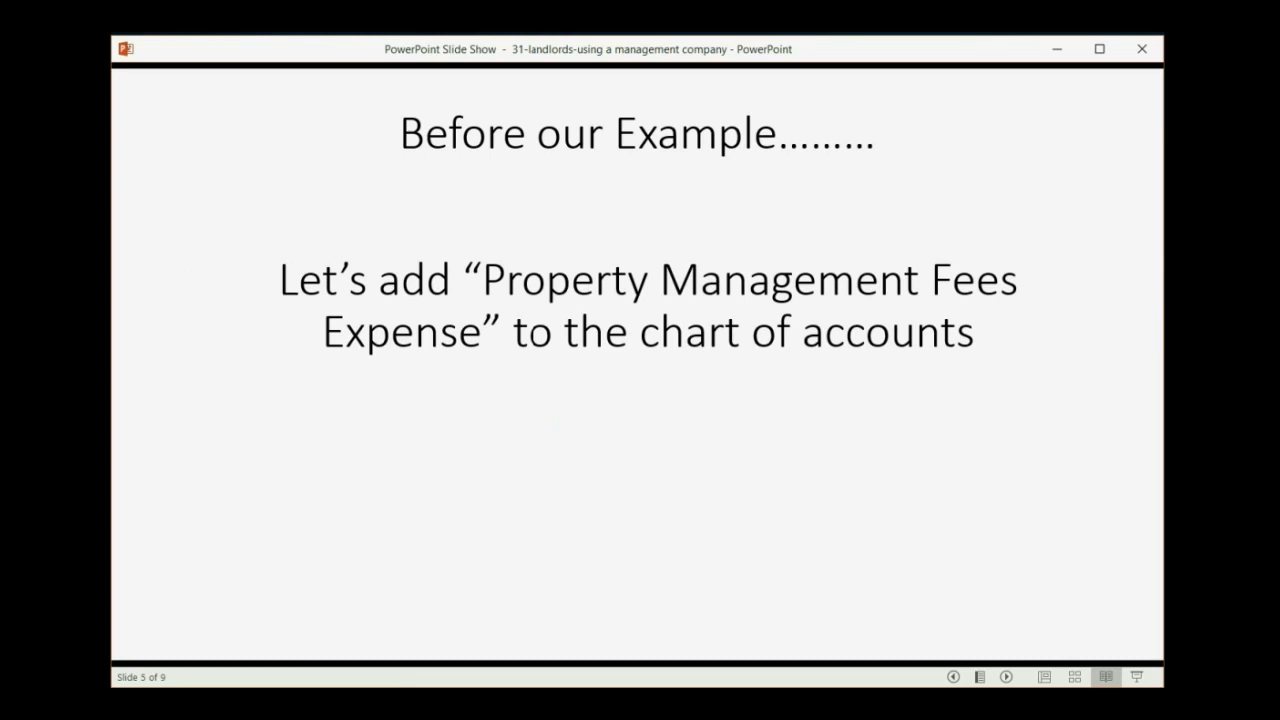 PowerPoint Slide Show - 31-landlords-using a management company - PowerPoint
Before our Example.........
Let’s add “Property Management Fees
Expense” to the chart of accounts
Slide 5 of 9